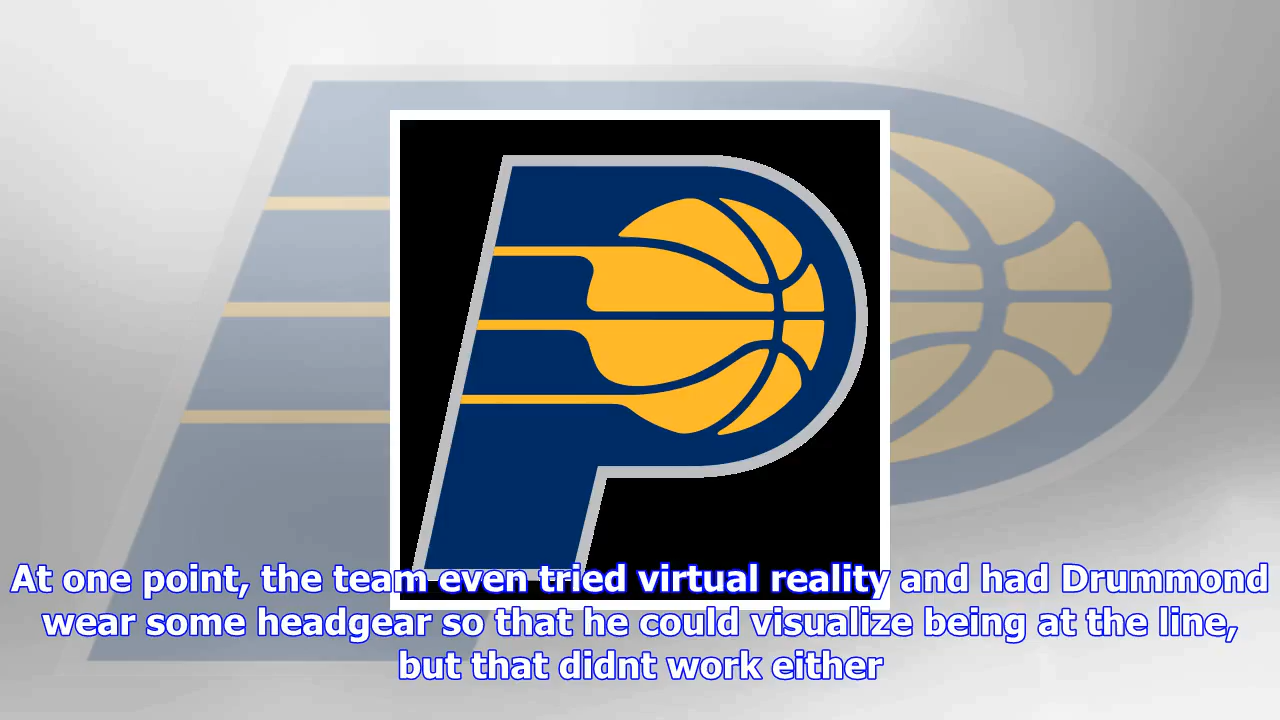 At one point, the team even tried virtual reality and had Drummond
wear some headgear so that he could visualize being at the line,
but that didnt work either